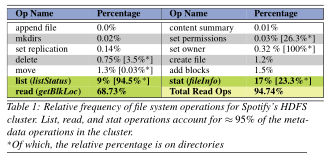 Op Name Percentage Op Name Percentage
append file 0.0% content summary 0.01%
mkdirs 0.02% set permissions 0.03% [26.3%*]
set replication 0.14% set owner 0.32 % [100%*]
delete 0.75% [3.5%*] create file 1.2%
move 1.3% [0.03%*] add blocks 1.5%
list (listStatus) 9% [94.5%*] stat (fileInfo) 17% [23.3%*]
read (getBlkLoc) 68.73% Total Read Ops 94.74%
Table 1: Relative frequency of file system operations for Spotify's HDFS
cluster. List, read, and stat operations account for ≈ 95% of the meta-
data operations in the cluster.
*Of which, the relative percentage is on directories